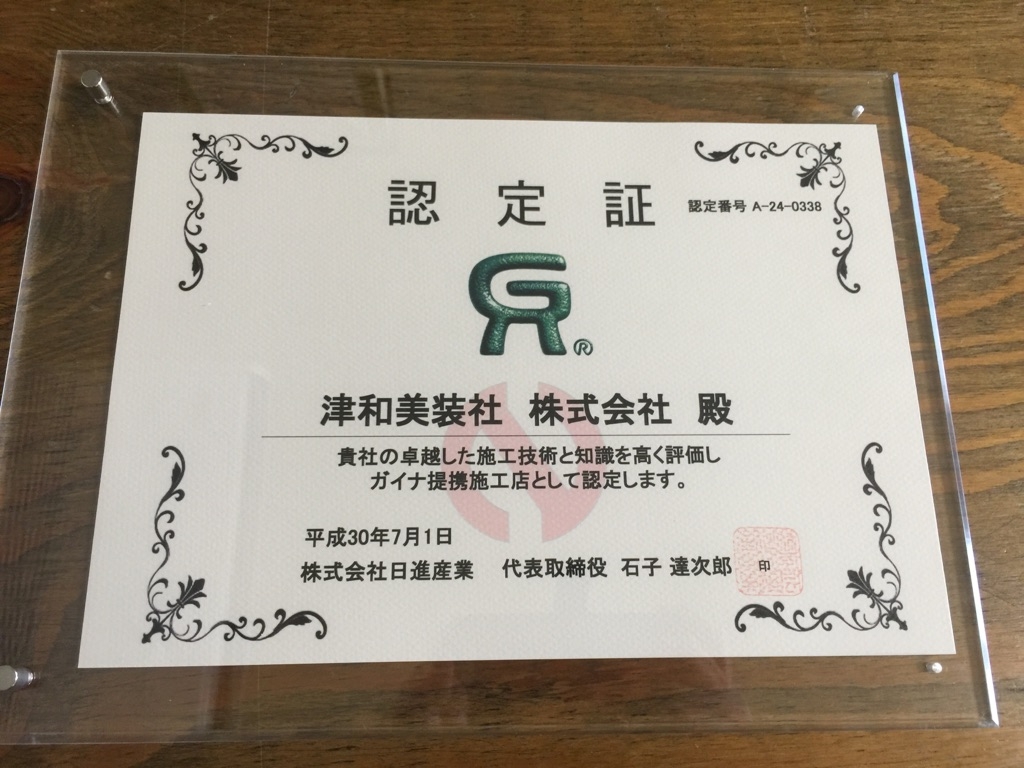 認定証
認定番号 A-24-0338
GR®
津和美装社 株式会社 殿
貴社の卓越した施工技術と知識を高く評価し
ガイナ提携施工店として認定します。
平成30年7月1日
株式会社日進産業 代表取締役 石子 達次郎 印